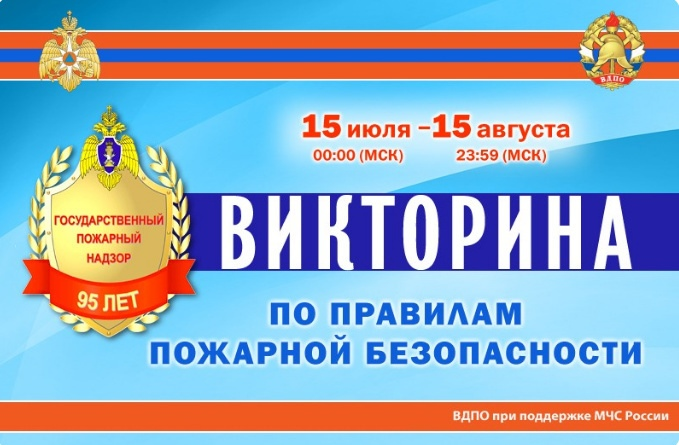 ВДПО
15 июля – 15 августа
00:00 (МСК) 23:59 (МСК)
ГОСУДАРСТВЕННЫЙ
ПОЖАРНЫЙ
НАДЗОР
95 ЛЕТ
ВИКТОРИНА
ПО ПРАВИЛАМ
ПОЖАРНОЙ БЕЗОПАСНОСТИ
ВДПО при поддержке МЧС России